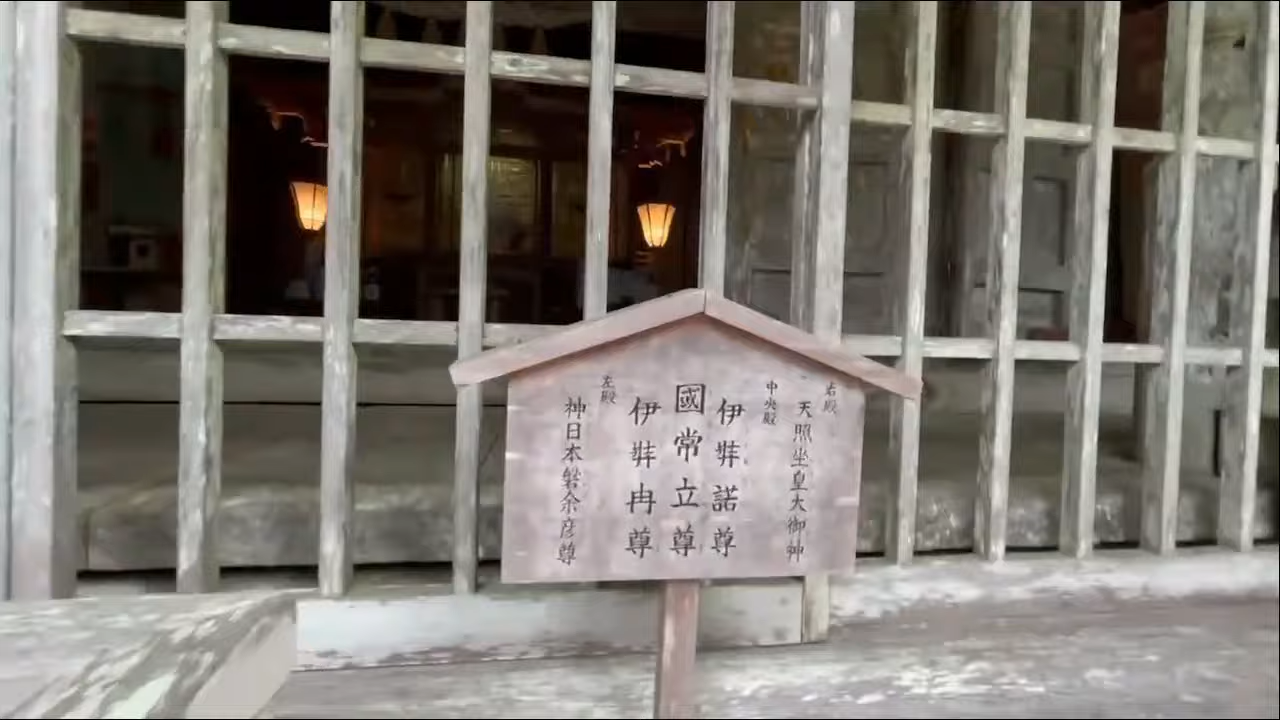 右殿
天照坐皇大御神
中央殿
伊弉諾尊
國常立尊
伊弉冉尊
左殿
神日本磐余彦尊